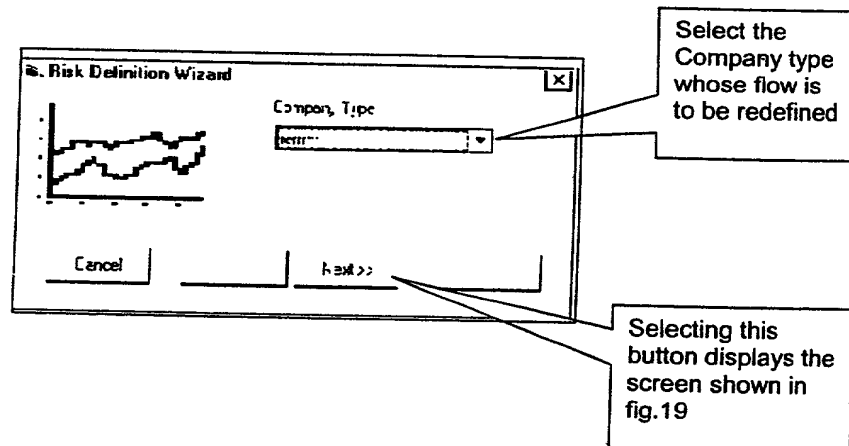 Select the
Company type
whose flow is
to be redefined
Risk Definition Wizard
Company Type
Cancel
Next >>
Selecting this
button displays the
screen shown in
fig.19